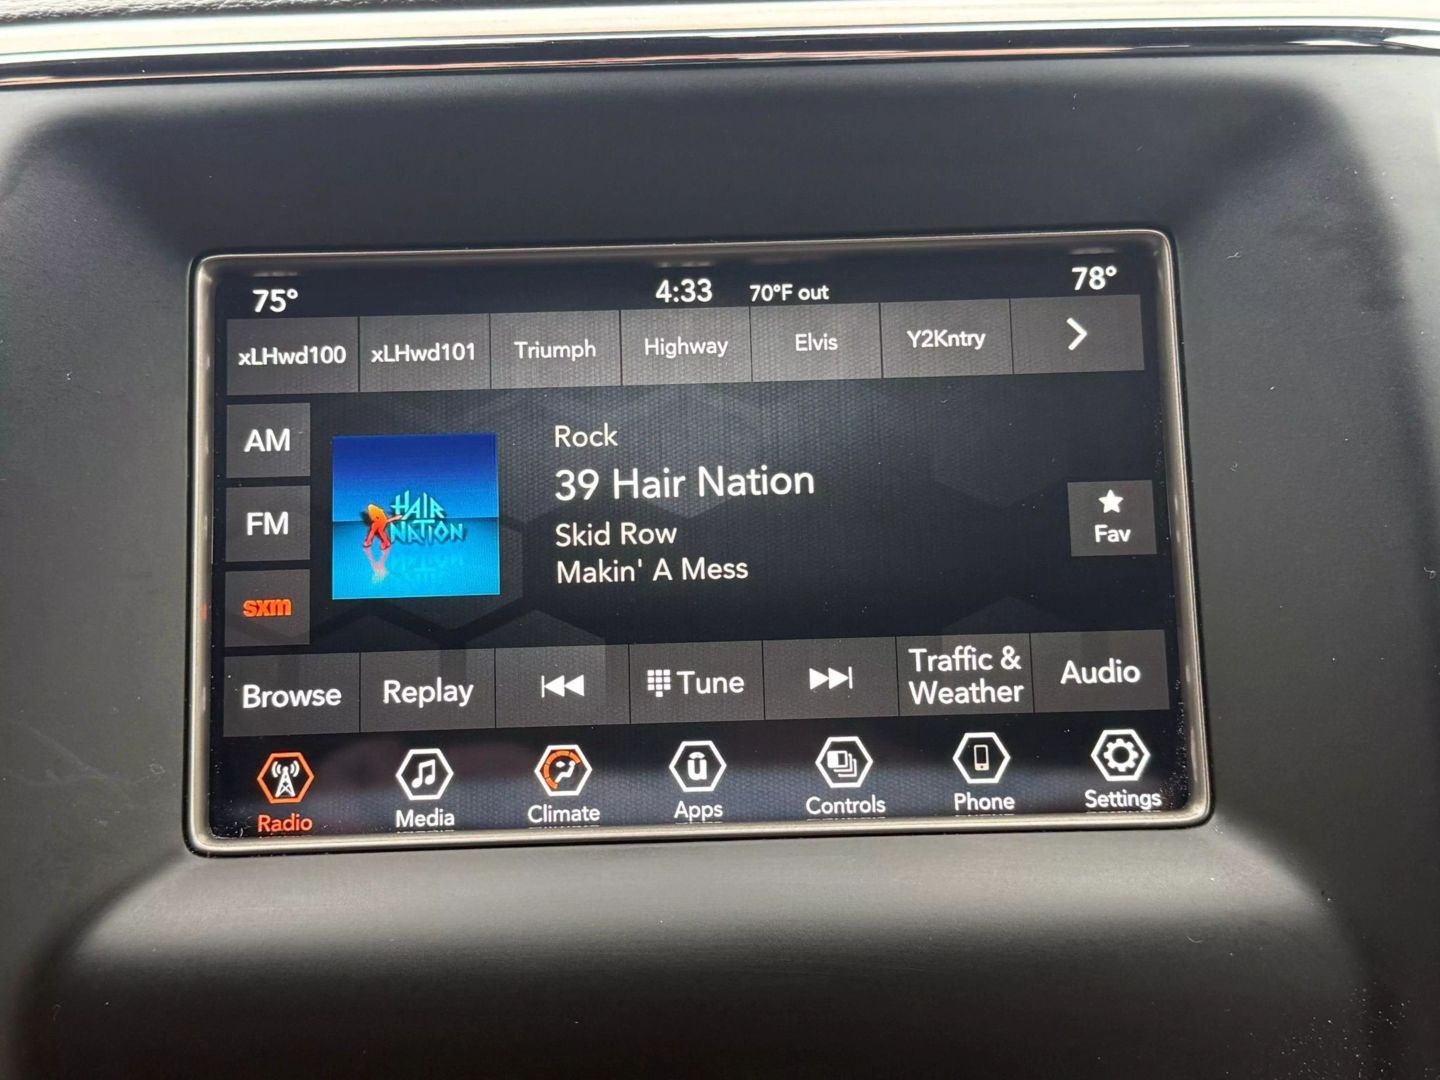 75° 4:33 70°F out 78°
xLHwd100 xLHwd101 Triumph Highway Elvis Y2Kntry
AM
FM
sxm
HAIR
NATION
Rock
39 Hair Nation
Skid Row
Makin' A Mess
Fav
Browse Replay Tune Traffic & Weather Audio
Radio Media Climate ū Apps Controls Phone Settings